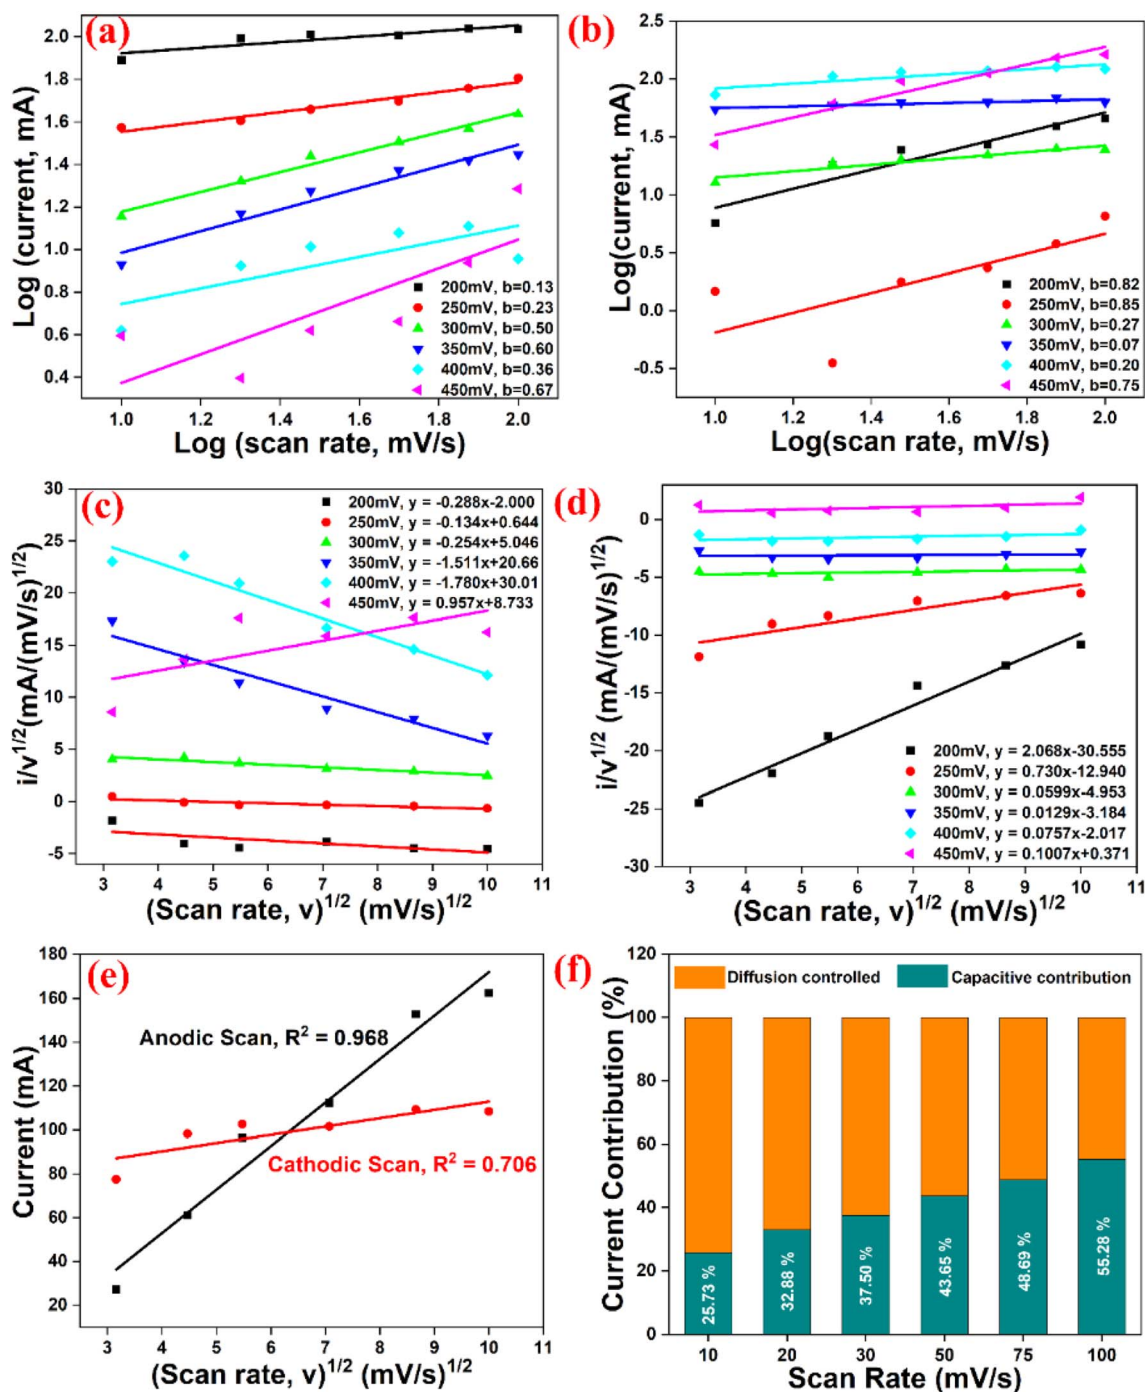 (a)
Log (current, mA)
2.0
1.8
1.6
1.4
1.2
1.0
0.8
0.6
0.4
200mV, b=0.13
250mV, b=0.23
300mV, b=0.50
350mV, b=0.60
400mV, b=0.36
450mV, b=0.67
1.0 1.2 1.4 1.6 1.8 2.0
Log (scan rate, mV/s)
(b)
Log(current, mA)
2.5
2.0
1.5
1.0
0.5
0.0
-0.5
200mV, b=0.82
250mV, b=0.85
300mV, b=0.27
350mV, b=0.07
400mV, b=0.20
450mV, b=0.75
1.0 1.2 1.4 1.6 1.8 2.0
Log(scan rate, mV/s)
(c)
i/v^1/2(mA/(mV/s)^1/2)
30
25
20
15
10
5
0
-5
200mV, y = -0.288x-2.000
250mV, y = -0.134x+0.644
300mV, y = -0.254x+5.046
350mV, y = -1.511x+20.66
400mV, y = -1.780x+30.01
450mV, y = 0.957x+8.733
3 4 5 6 7 8 9 10 11
(Scan rate, v)^1/2 (mV/s)^1/2
(d)
i/v^1/2 (mA/(mV/s)^1/2)
0
-5
-10
-15
-20
-25
-30
200mV, y = 2.068x-30.555
250mV, y = 0.730x-12.940
300mV, y = 0.0599x-4.953
350mV, y = 0.0129x-3.184
400mV, y = 0.0757x-2.017
450mV, y = 0.1007x+0.371
3 4 5 6 7 8 9 10 11
(Scan rate, v)^1/2 (mV/s)^1/2
(e)
Current (mA)
180
160
140
120
100
80
60
40
20
Anodic Scan, R² = 0.968
Cathodic Scan, R² = 0.706
3 4 5 6 7 8 9 10 11
(Scan rate, v)^1/2 (mV/s)^1/2
(f)
Current Contribution (%)
120
100
80
60
40
20
0
Diffusion controlled
Capacitive contribution
25.73 %
32.88 %
37.50 %
43.65 %
48.69 %
55.28 %
10 20 30 50 75 100
Scan Rate (mV/s)